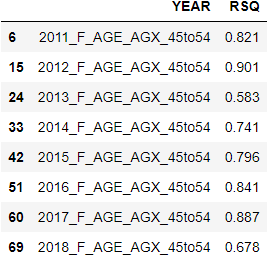 YEAR RSQ
6 2011_F_AGE_AGX_45to54 0.821
15 2012_F_AGE_AGX_45to54 0.901
24 2013_F_AGE_AGX_45to54 0.583
33 2014_F_AGE_AGX_45to54 0.741
42 2015_F_AGE_AGX_45to54 0.796
51 2016_F_AGE_AGX_45to54 0.841
60 2017_F_AGE_AGX_45to54 0.887
69 2018_F_AGE_AGX_45to54 0.678